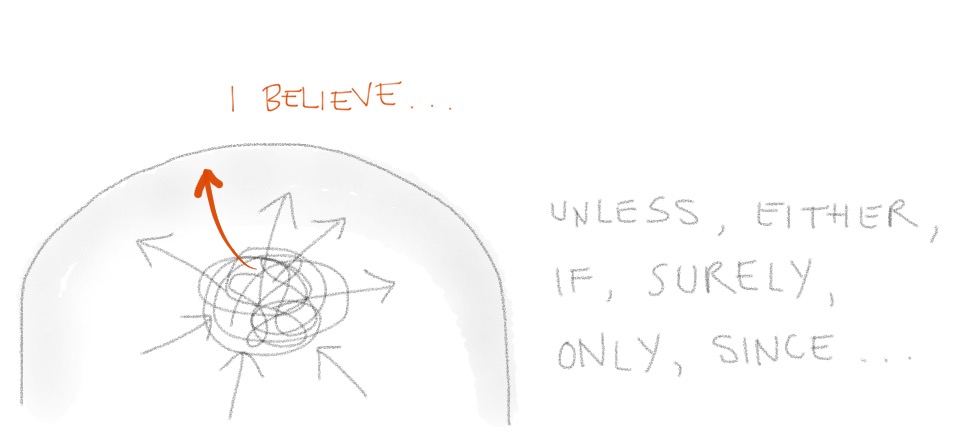 I BELIEVE...
UNLESS, EITHER,
IF, SURELY,
ONLY, SINCE...